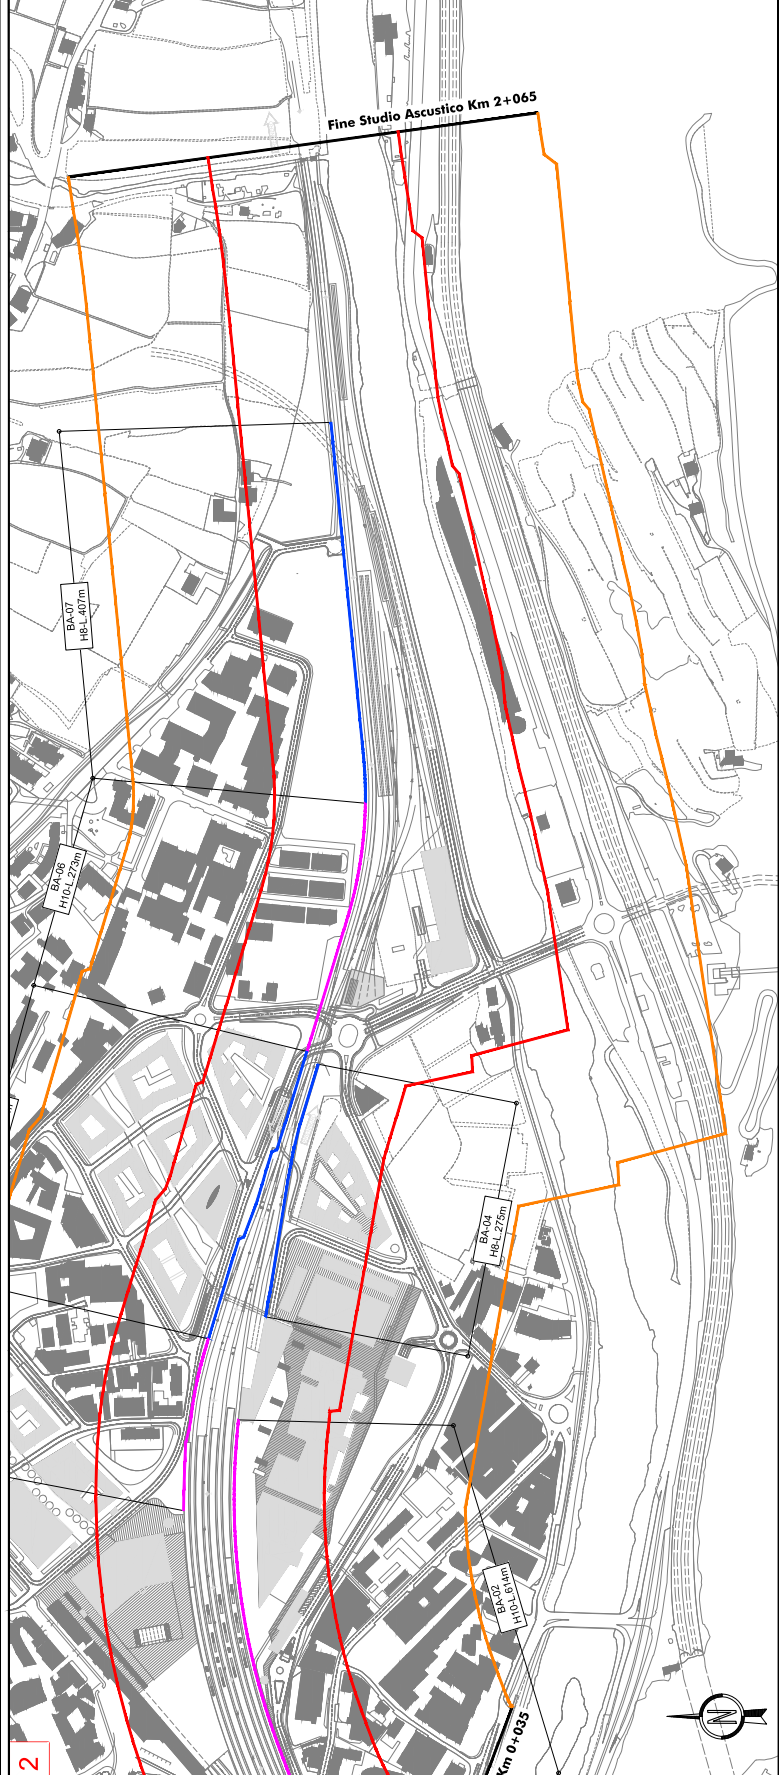 Fine Studio Ascustico Km 2+065
BA-07
H8-L.407m
BA-06
H10-L.273m
BA-04
H8-L.275m
BA-02
H10-L.614m
Km 0+035
N
2